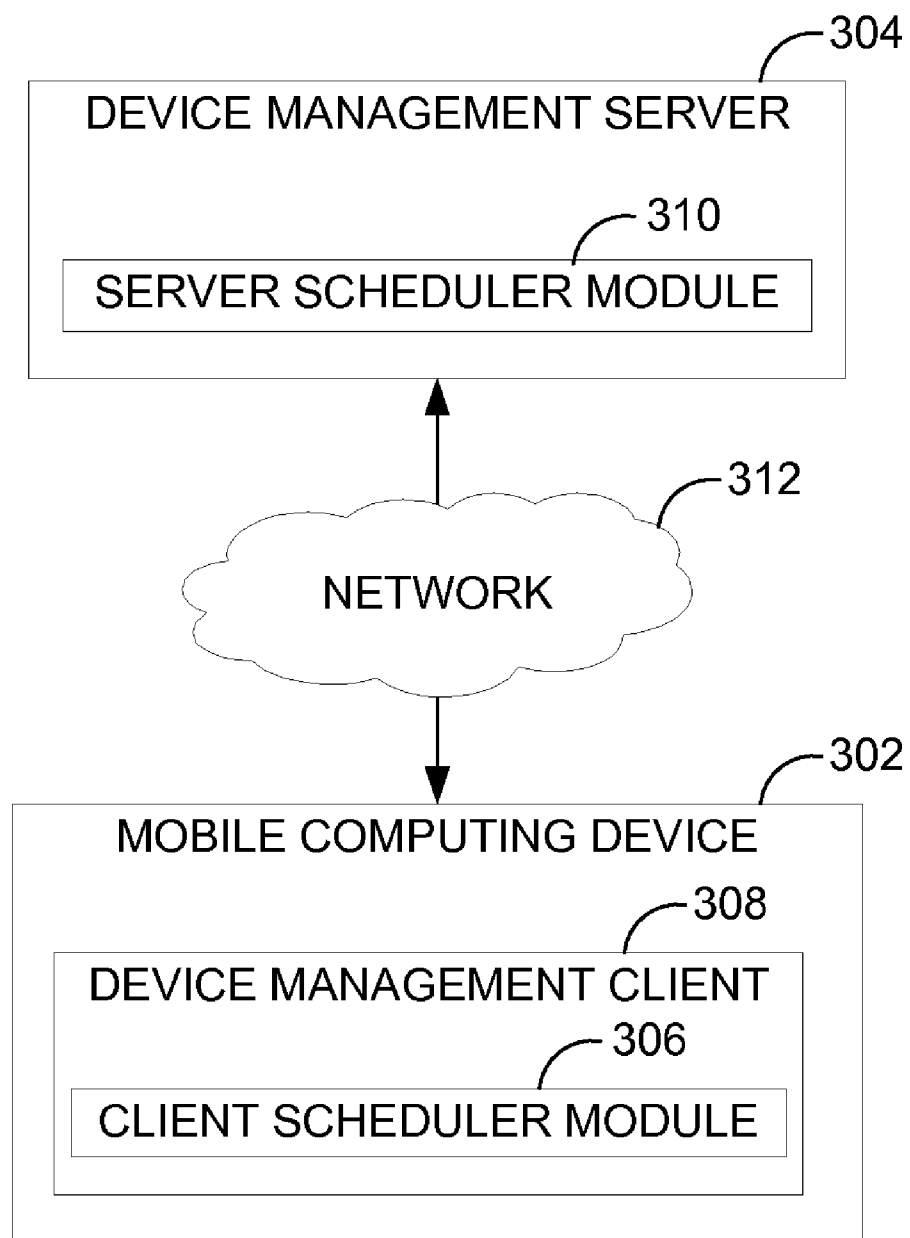 304
DEVICE MANAGEMENT SERVER
310
SERVER SCHEDULER MODULE
312
NETWORK
302
MOBILE COMPUTING DEVICE
308
DEVICE MANAGEMENT CLIENT
306
CLIENT SCHEDULER MODULE